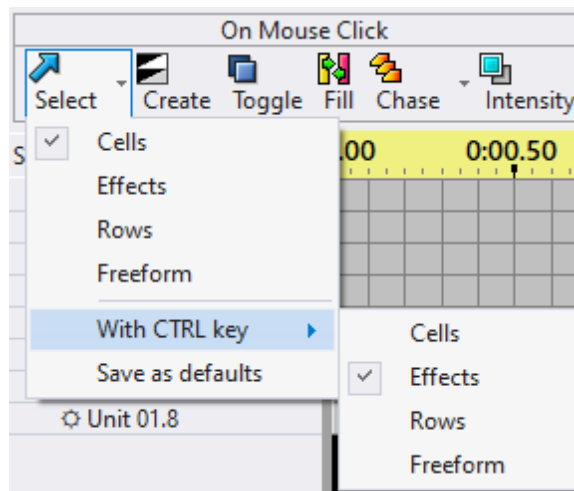 On Mouse Click
Select Create Toggle Fill Chase Intensity
S
.00 0:00.50
Cells
Effects
Rows
Freeform
With CTRL key
Save as defaults
Cells
Effects
Rows
Freeform
Unit 01.8